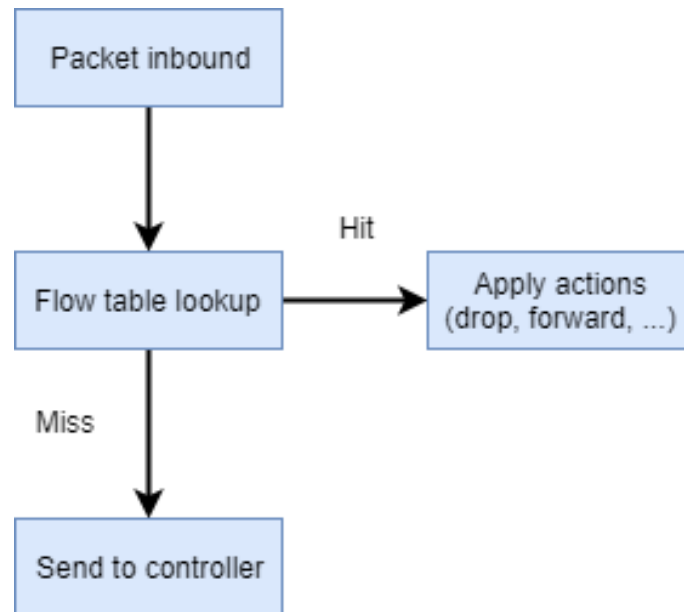 Packet inbound
Hit
Flow table lookup
Apply actions
(drop, forward, ...)
Miss
Send to controller